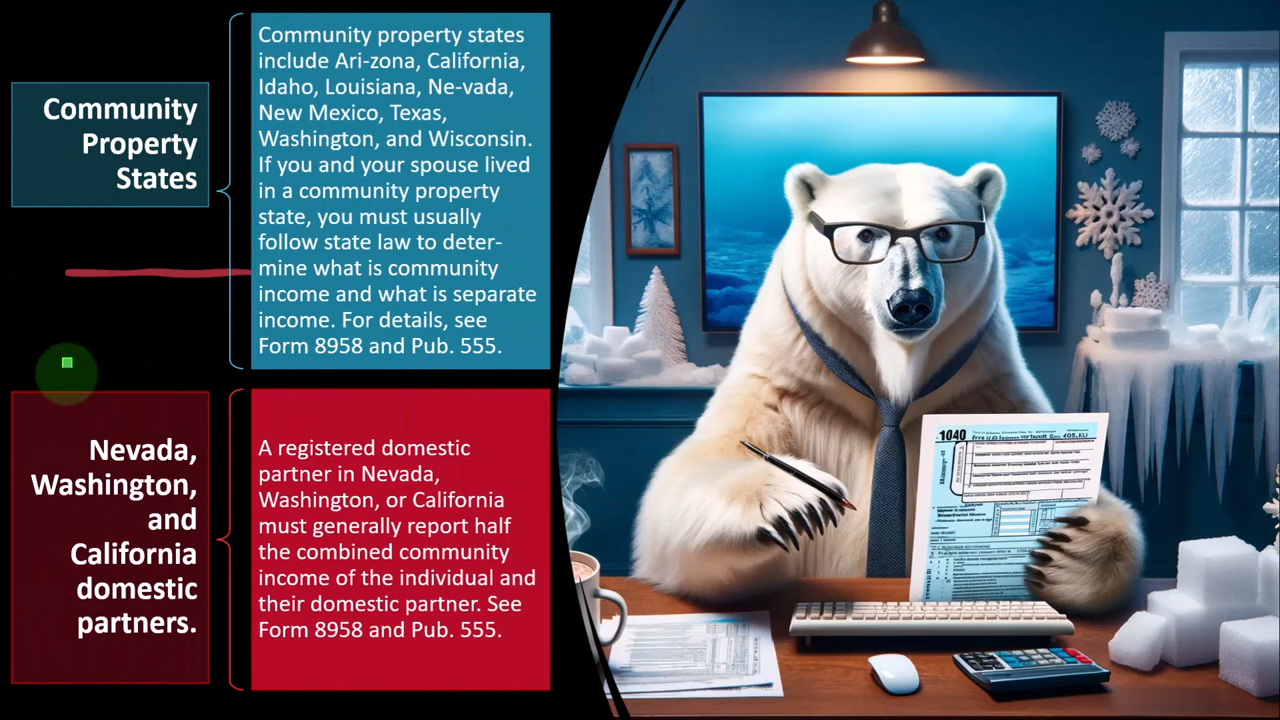 Community
Property
States
Community property states
include Ari-zona, California,
Idaho, Louisiana, Ne-vada,
New Mexico, Texas,
Washington, and Wisconsin.
If you and your spouse lived
in a community property
state, you must usually
follow state law to deter-
mine what is community
income and what is separate
income. For details, see
Form 8958 and Pub. 555.
Nevada,
Washington,
and
California
domestic
partners.
A registered domestic
partner in Nevada,
Washington, or California
must generally report half
the combined community
income of the individual and
their domestic partner. See
Form 8958 and Pub. 555.
1040